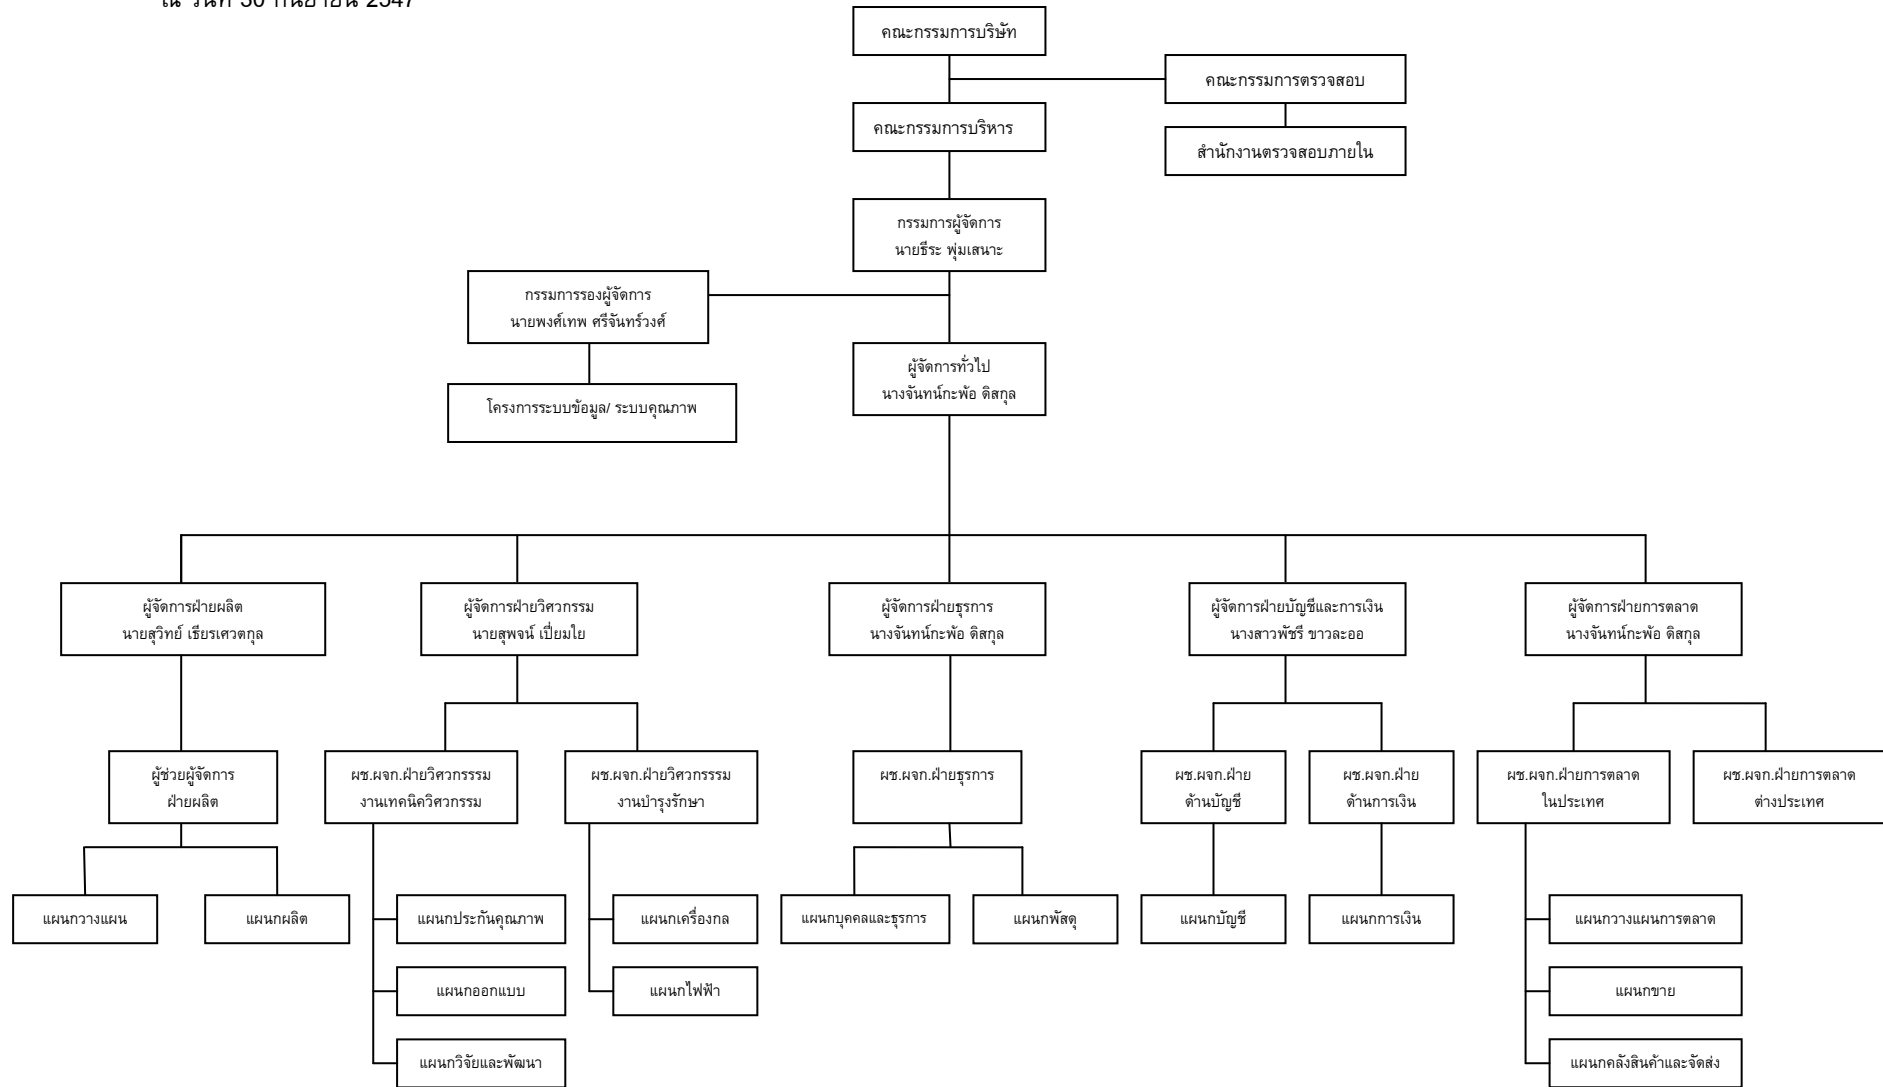 ณ วันที่ 30 กันยายน 2547
คณะกรรมการบริษัท
คณะกรรมการตรวจสอบ
คณะกรรมการบริหาร
สำนักงานตรวจสอบภายใน
กรรมการผู้จัดการ
นายธีระ พุ่มเสนาะ
กรรมการรองผู้จัดการ
นายพงศ์เทพ ศรีจันทร์วงศ์
ผู้จัดการทั่วไป
นางจันทน์กะพ้อ ดิสกุล
โครงการระบบข้อมูล/ ระบบคุณภาพ
ผู้จัดการฝ่ายผลิต
นายสุวิทย์ เธียรเศวตกุล
ผู้จัดการฝ่ายวิศวกรรม
นายสุพจน์ เปี่ยมใย
ผู้จัดการฝ่ายธุรการ
นางจันทน์กะพ้อ ดิสกุล
ผู้จัดการฝ่ายบัญชีและการเงิน
นางสาวพัชรี ขาวละออ
ผู้จัดการฝ่ายการตลาด
นางจันทน์กะพ้อ ดิสกุล
ผู้ช่วยผู้จัดการ
ฝ่ายผลิต
ผช.ผจก.ฝ่ายวิศวกรรรม
งานเทคนิควิศวกรรม
ผช.ผจก.ฝ่ายวิศวกรรรม
งานบำรุงรักษา
ผช.ผจก.ฝ่ายธุรการ
ผช.ผจก.ฝ่าย
ด้านบัญชี
ผช.ผจก.ฝ่าย
ด้านการเงิน
ผช.ผจก.ฝ่ายการตลาด
ในประเทศ
ผช.ผจก.ฝ่ายการตลาด
ต่างประเทศ
แผนกวางแผน
แผนกผลิต
แผนกประกันคุณภาพ
แผนกเครื่องกล
แผนกบุคคลและธุรการ
แผนกพัสดุ
แผนกบัญชี
แผนกการเงิน
แผนกวางแผนการตลาด
แผนกออกแบบ
แผนกไฟฟ้า
แผนกขาย
แผนกวิจัยและพัฒนา
แผนกคลังสินค้าและจัดส่ง